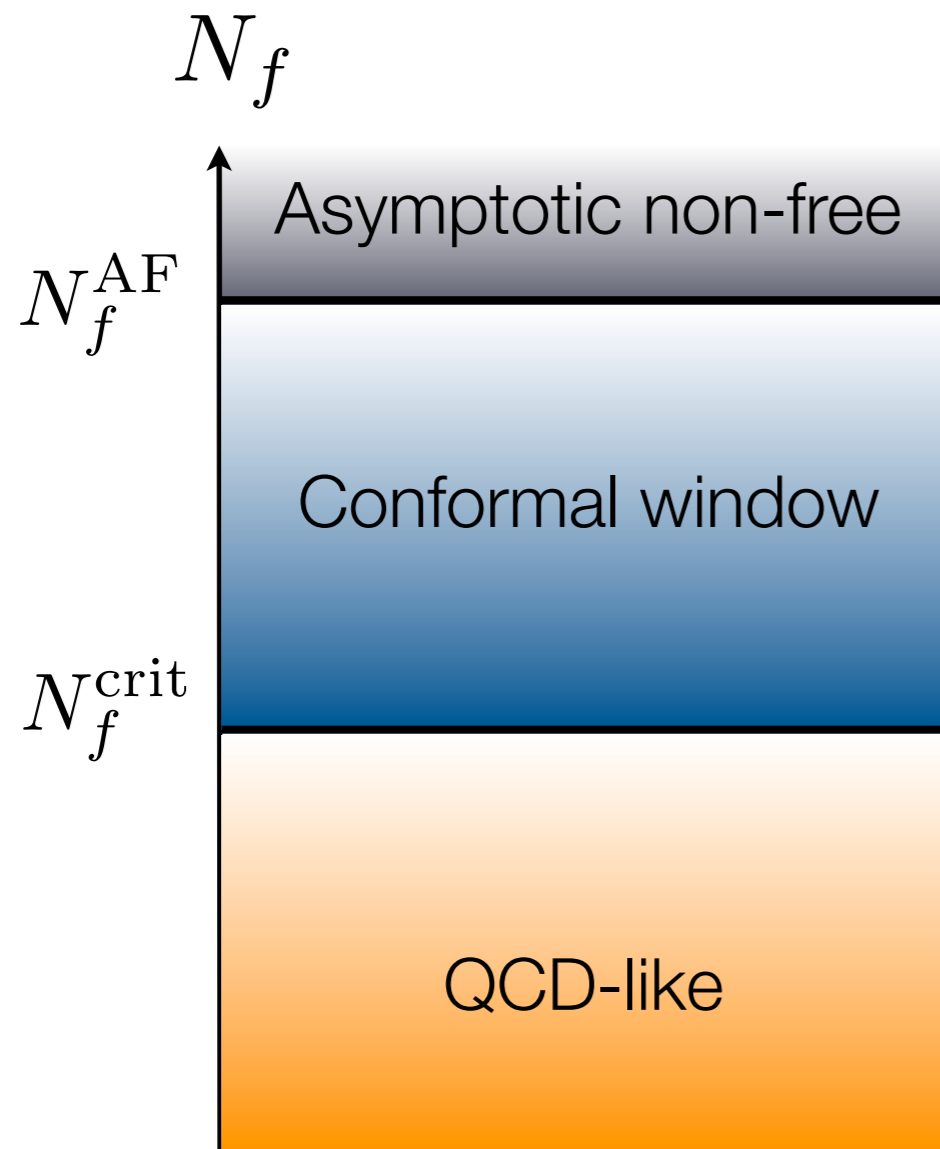 N_f
Asymptotic non-free
N_f^AF
Conformal window
N_f^crit
QCD-like